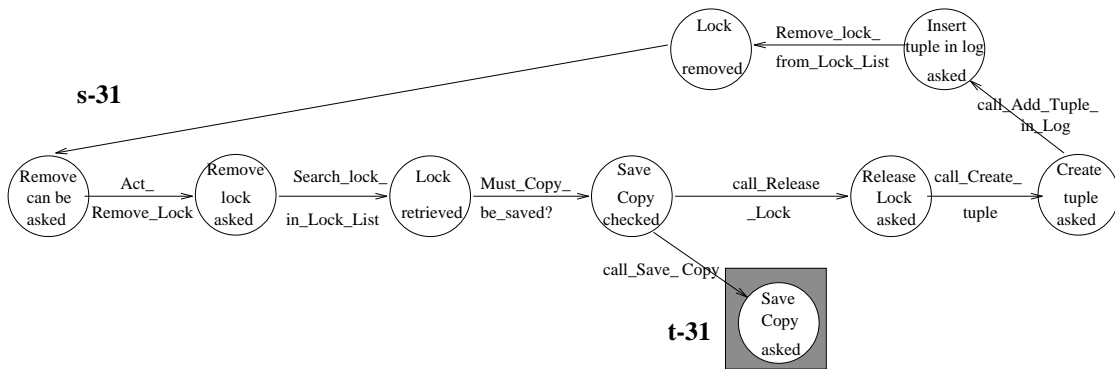 Lock
removed
Remove_lock_
from_Lock_List
Insert
tuple in log
asked
s-31
call_Add_Tuple_
in_Log
Remove
can be
asked
Act_
Remove_Lock
Remove
lock
asked
Search_lock_
in_Lock_List
Lock
retrieved
Must_Copy_
be_saved?
Save
Copy
checked
call_Release
_Lock
Release
Lock
asked
call_Create_
tuple
Create
tuple
asked
call_Save_ Copy
t-31
Save
Copy
asked